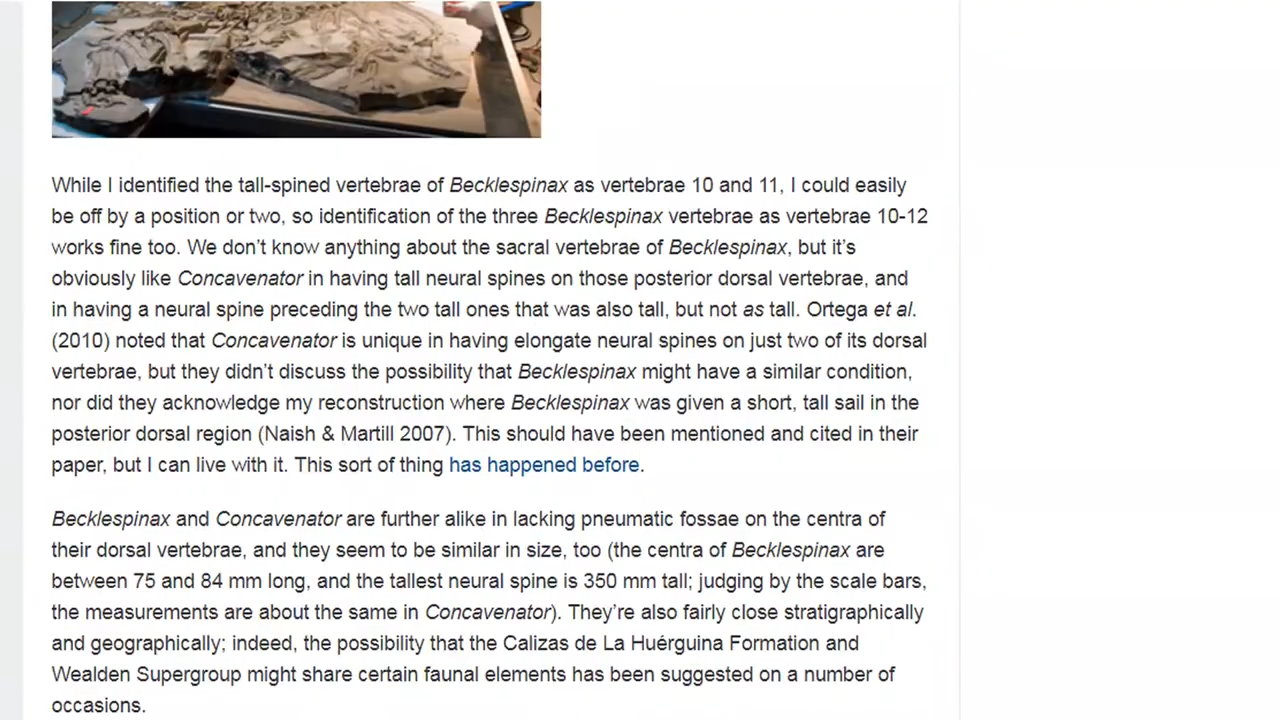 While I identified the tall-spined vertebrae of Becklespinax as vertebrae 10 and 11, I could easily
be off by a position or two, so identification of the three Becklespinax vertebrae as vertebrae 10-12
works fine too. We don’t know anything about the sacral vertebrae of Becklespinax, but it’s
obviously like Concavenator in having tall neural spines on those posterior dorsal vertebrae, and
in having a neural spine preceding the two tall ones that was also tall, but not as tall. Ortega et al.
(2010) noted that Concavenator is unique in having elongate neural spines on just two of its dorsal
vertebrae, but they didn’t discuss the possibility that Becklespinax might have a similar condition,
nor did they acknowledge my reconstruction where Becklespinax was given a short, tall sail in the
posterior dorsal region (Naish & Martill 2007). This should have been mentioned and cited in their
paper, but I can live with it. This sort of thing has happened before.
Becklespinax and Concavenator are further alike in lacking pneumatic fossae on the centra of
their dorsal vertebrae, and they seem to be similar in size, too (the centra of Becklespinax are
between 75 and 84 mm long, and the tallest neural spine is 350 mm tall; judging by the scale bars,
the measurements are about the same in Concavenator). They’re also fairly close stratigraphically
and geographically; indeed, the possibility that the Calizas de La Huérguina Formation and
Wealden Supergroup might share certain faunal elements has been suggested on a number of
occasions.